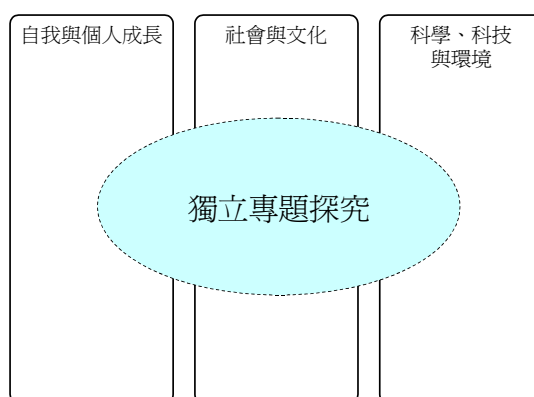 自我與個人成長
社會與文化
科學、科技
與環境
獨立專題探究